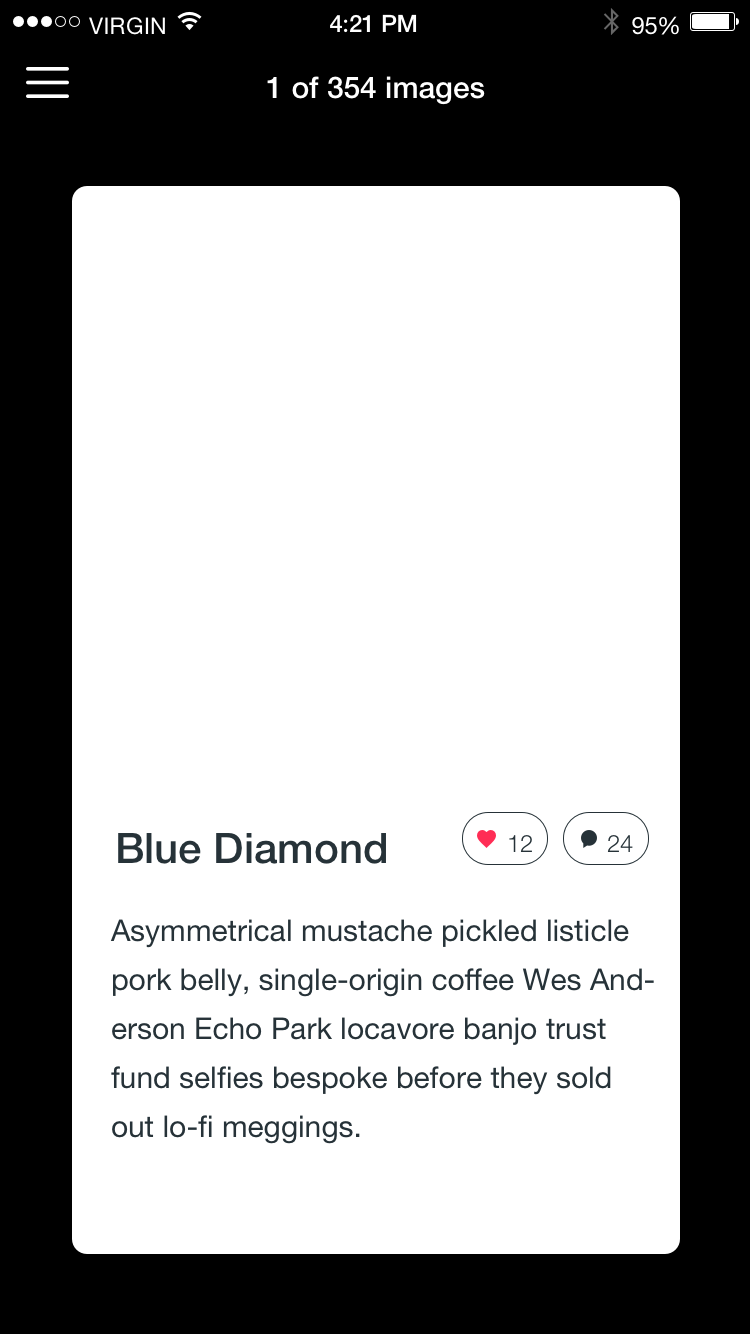 VIRGIN 4:21 PM 95%
1 of 354 images
Blue Diamond 12 24
Asymmetrical mustache pickled listicle
pork belly, single-origin coffee Wes And-
erson Echo Park locavore banjo trust
fund selfies bespoke before they sold
out lo-fi meggings.